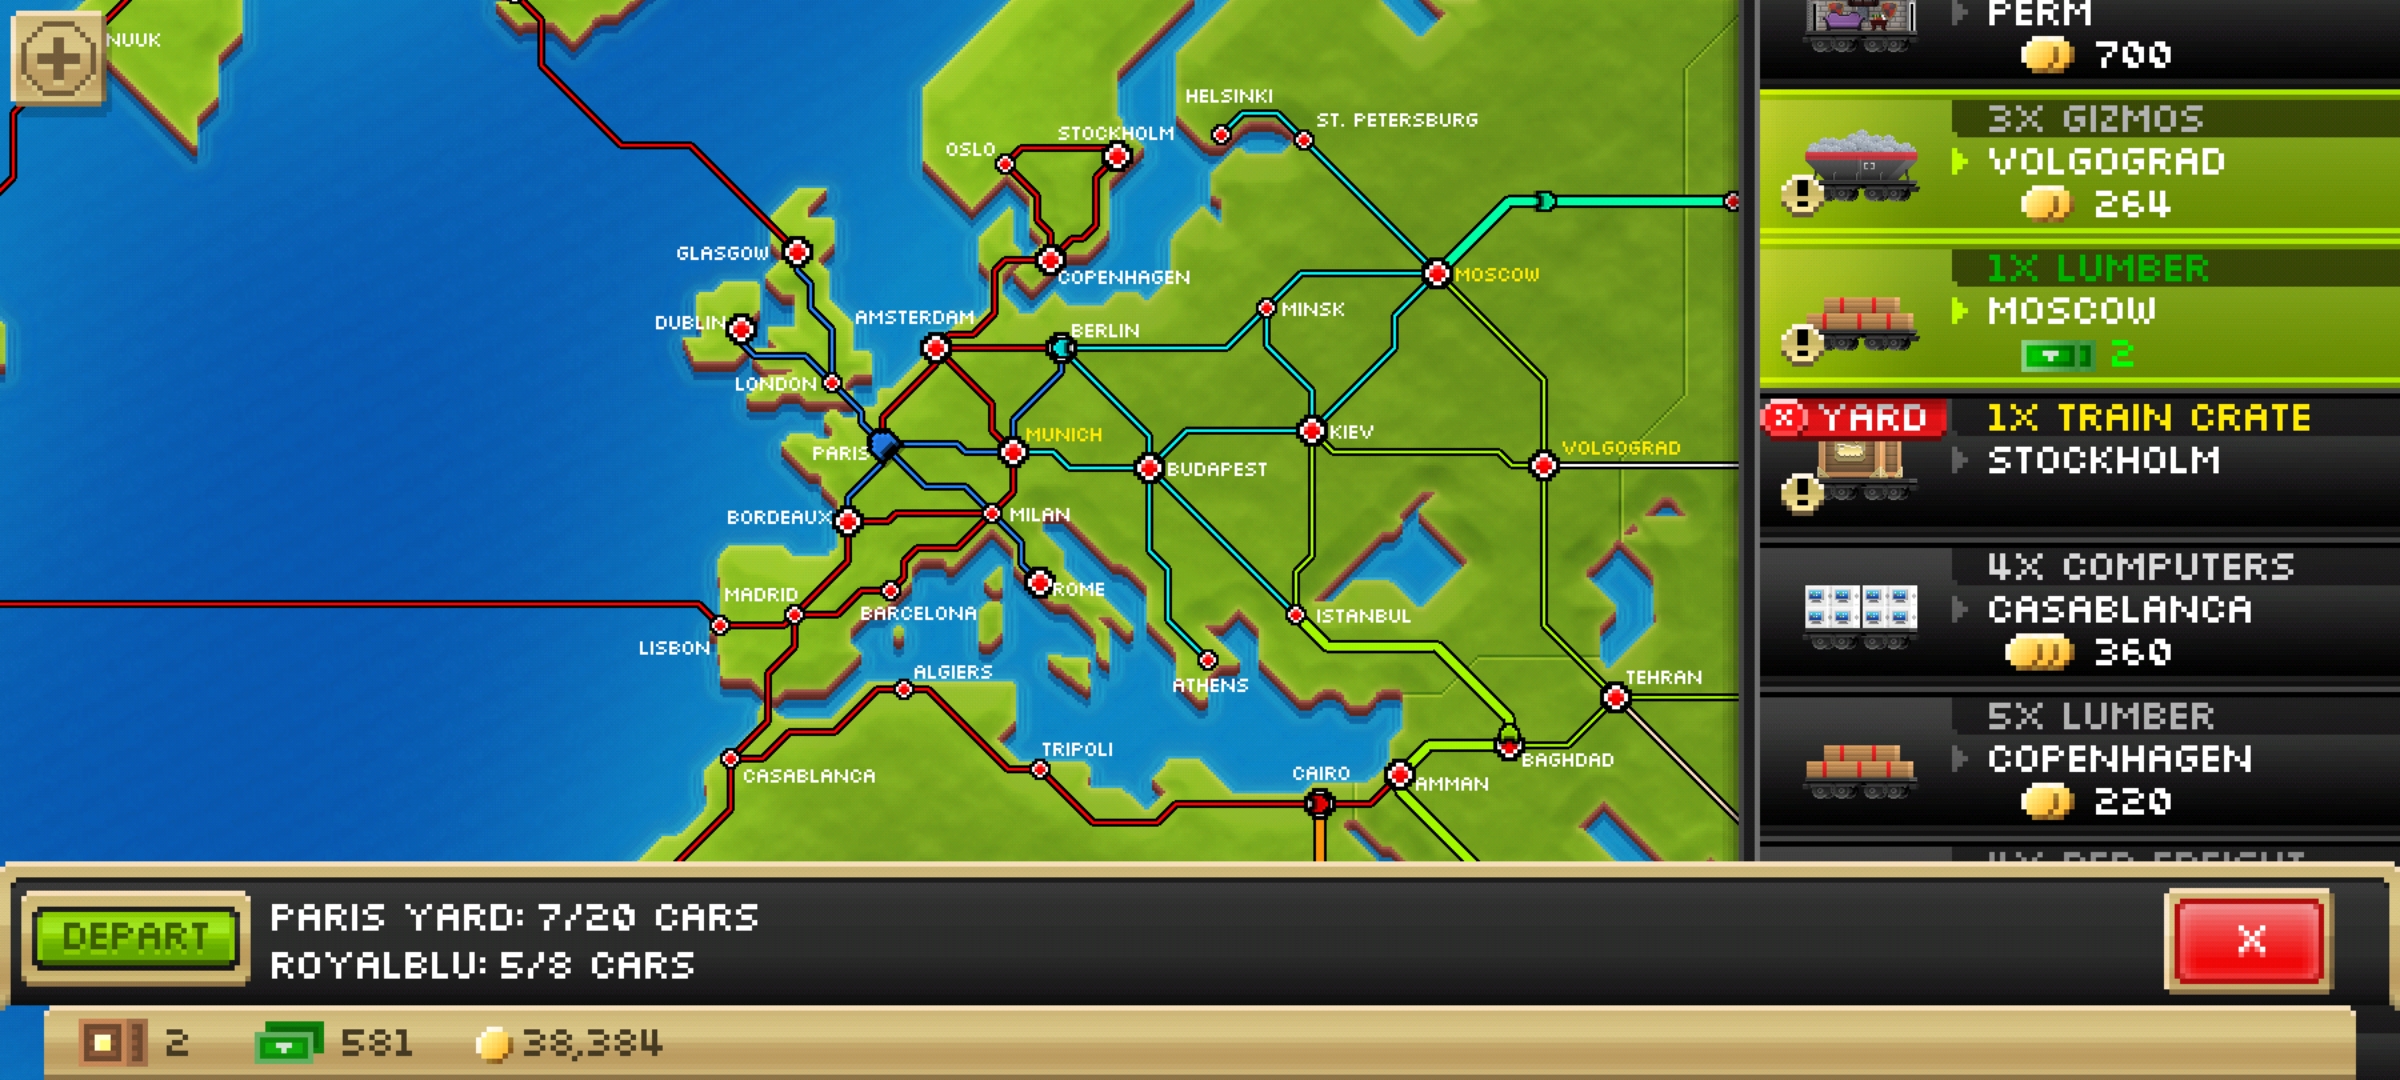 NUUK
HELSINKI
ST. PETERSBURG
STOCKHOLM
OSLO
GLASGOW
COPENHAGEN
MOSCOW
DUBLIN
AMSTERDAM
BERLIN
MINSK
LONDON
PARIS
MUNICH
KIEV
VOLGOGRAD
BUDAPEST
BORDEAUX
MILAN
MADRID
ROME
BARCELONA
ISTANBUL
LISBON
ALGIERS
ATHENS
TEHRAN
TRIPOLI
CASABLANCA
CAIRO
AMMAN
BAGHDAD
PERM
700
3X GIZMOS
VOLGOGRAD
264
1X LUMBER
MOSCOW
2
YARD
1X TRAIN CRATE
STOCKHOLM
4X COMPUTERS
CASABLANCA
360
5X LUMBER
COPENHAGEN
220
DEPART
PARIS YARD: 7/20 CARS
ROYALBLU: 5/8 CARS
X
2
581
38,384